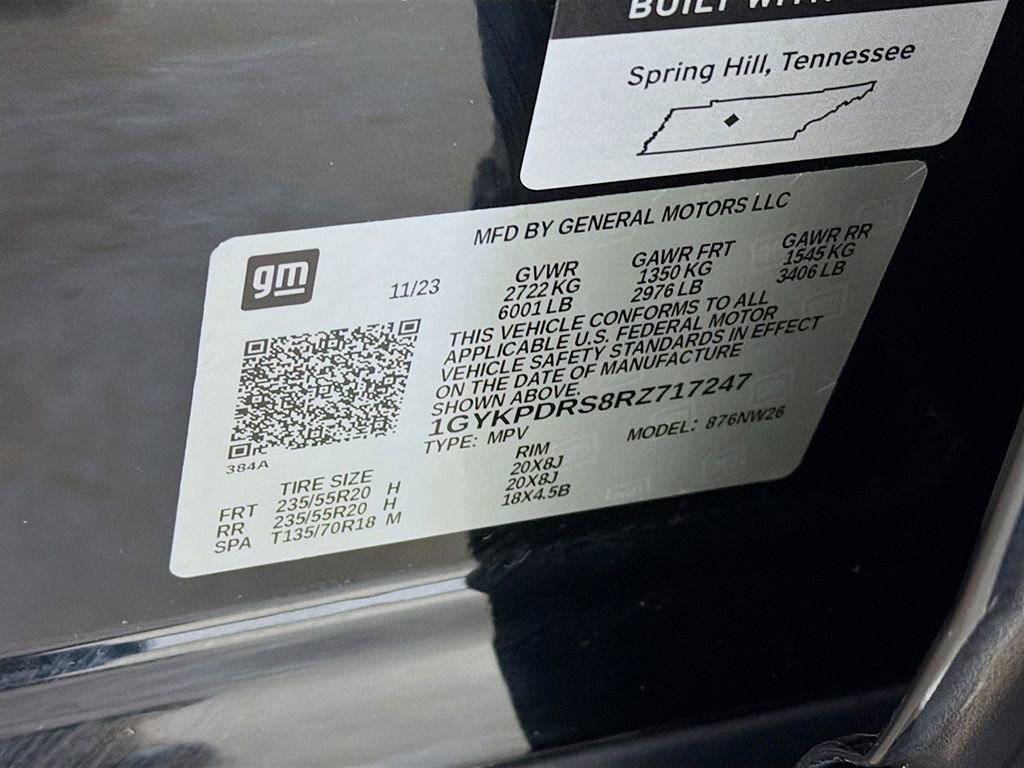 BUILT WITH
Spring Hill, Tennessee
MFD BY GENERAL MOTORS LLC
gm
11/23
GVWR GAWR FRT GAWR RR
2722 KG 1350 KG 1545 KG
6001 LB 2976 LB 3406 LB
THIS VEHICLE CONFORMS TO ALL
APPLICABLE U.S. FEDERAL MOTOR
VEHICLE SAFETY STANDARDS IN EFFECT
ON THE DATE OF MANUFACTURE
SHOWN ABOVE.
1GYKPDRS8RZ717247
TYPE: MPV MODEL: 876NW26
384A
TIRE SIZE RIM
FRT 235/55R20 H 20X8J
RR 235/55R20 H 20X8J
SPA T135/70R18 M 18X4.5B